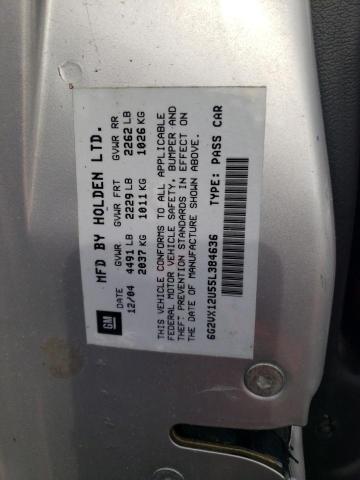 MFD BY HOLDEN LTD.
DATE GVWR GVWR FRT GVWR RR
12/04 4491 LB 2229 LB 2262 LB
2037 KG 1011 KG 1026 KG
GM
THIS VEHICLE CONFORMS TO ALL APPLICABLE
FEDERAL MOTOR VEHICLE SAFETY, BUMPER AND
THEFT PREVENTION STANDARDS IN EFFECT ON
THE DATE OF MANUFACTURE SHOWN ABOVE.
6G2VX12U55L384636 TYPE: PASS CAR